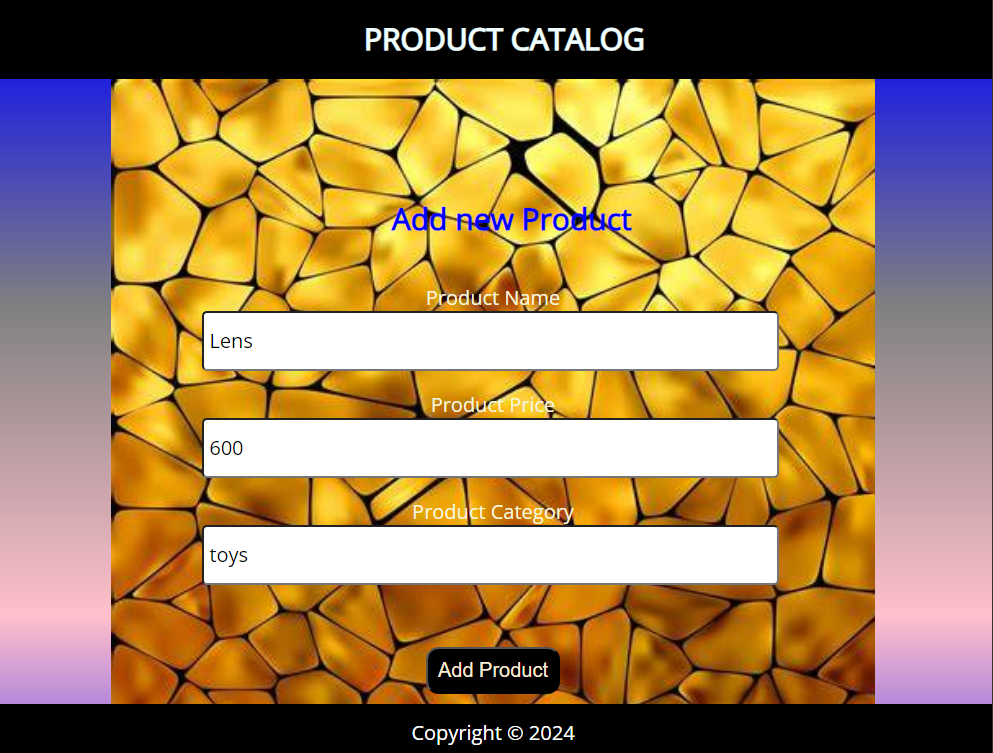 PRODUCT CATALOG
Add new Product
Product Name
Lens
Product Price
600
Product Category
toys
Add Product
Copyright © 2024